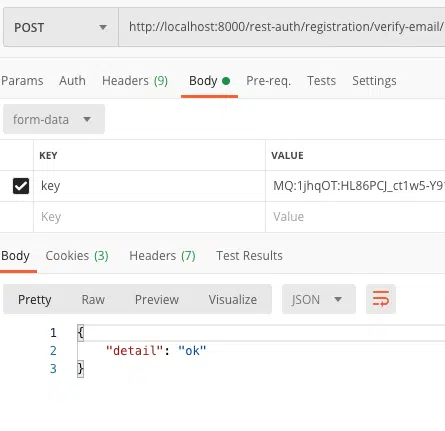 POST http://localhost:8000/rest-auth/registration/verify-email/
Params Auth Headers (9) Body Pre-req. Tests Settings
form-data
KEY VALUE
key MQ:1jhqOT:HL86PCJ_ct1w5-Y9
Key Value
Body Cookies (3) Headers (7) Test Results
Pretty Raw Preview Visualize JSON
1 {
2 "detail": "ok"
3 }